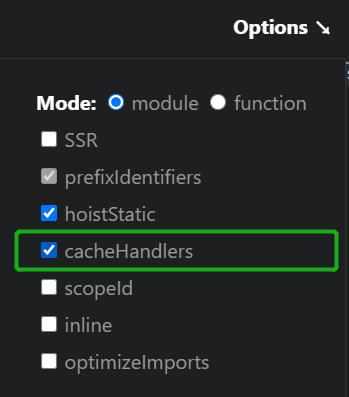 Options ↘
Mode: module function
SSR
prefixIdentifiers
hoistStatic
cacheHandlers
scopeId
inline
optimizeImports